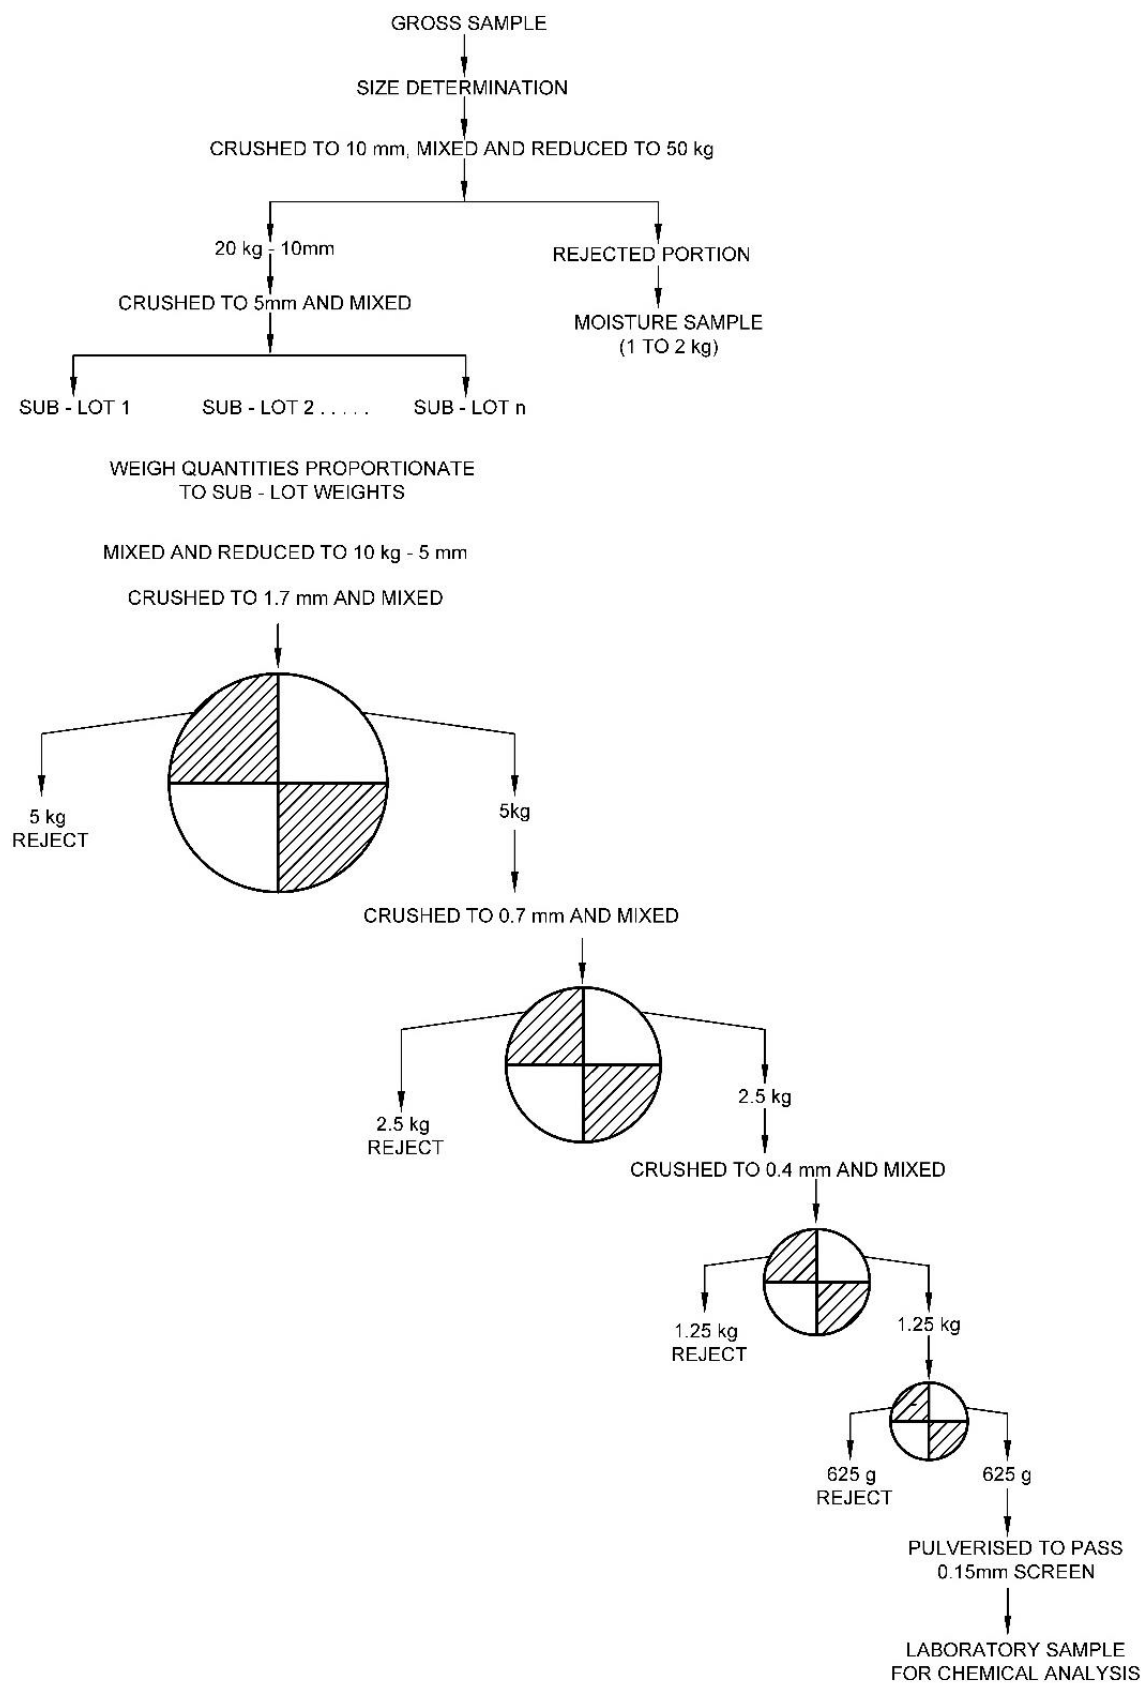 GROSS SAMPLE
SIZE DETERMINATION
CRUSHED TO 10 mm, MIXED AND REDUCED TO 50 kg
20 kg - 10mm
REJECTED PORTION
CRUSHED TO 5mm AND MIXED
MOISTURE SAMPLE
(1 TO 2 kg)
SUB - LOT 1
SUB - LOT 2 . . . . .
SUB - LOT n
WEIGH QUANTITIES PROPORTIONATE
TO SUB - LOT WEIGHTS
MIXED AND REDUCED TO 10 kg - 5 mm
CRUSHED TO 1.7 mm AND MIXED
5 kg
REJECT
5kg
CRUSHED TO 0.7 mm AND MIXED
2.5 kg
REJECT
2.5 kg
CRUSHED TO 0.4 mm AND MIXED
1.25 kg
REJECT
1.25 kg
625 g
REJECT
625 g
PULVERISED TO PASS
0.15mm SCREEN
LABORATORY SAMPLE
FOR CHEMICAL ANALYSIS